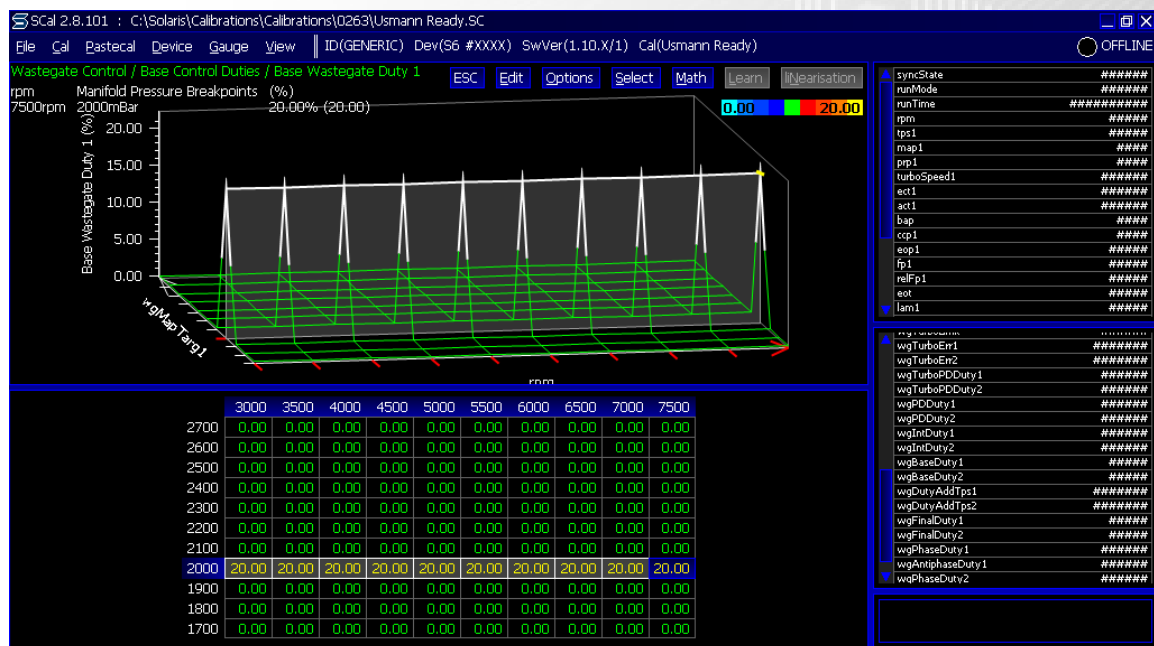 SCal 2.8.101 : C:\Solaris\Calibrations\Calibrations\0263\Usmann Ready.SC
File Cal Pastecal Device Gauge View ID(GENERIC) Dev(S6 #XXXX) SwVer(1.10.X/1) Cal(Usmann Ready) OFFLINE
Wastegate Control / Base Control Duties / Base Wastegate Duty 1
ESC Edit Options Select Math Learn liNearisation
rpm Manifold Pressure Breakpoints (%)
7500rpm 2000mBar 20.00% (20.00)
0.00 20.00
Base Wastegate Duty 1 (%)
20.00
15.00
10.00
5.00
0.00
wgMap Targ1
rpm
3000 3500 4000 4500 5000 5500 6000 6500 7000 7500
2700 0.00 0.00 0.00 0.00 0.00 0.00 0.00 0.00 0.00 0.00
2600 0.00 0.00 0.00 0.00 0.00 0.00 0.00 0.00 0.00 0.00
2500 0.00 0.00 0.00 0.00 0.00 0.00 0.00 0.00 0.00 0.00
2400 0.00 0.00 0.00 0.00 0.00 0.00 0.00 0.00 0.00 0.00
2300 0.00 0.00 0.00 0.00 0.00 0.00 0.00 0.00 0.00 0.00
2200 0.00 0.00 0.00 0.00 0.00 0.00 0.00 0.00 0.00 0.00
2100 0.00 0.00 0.00 0.00 0.00 0.00 0.00 0.00 0.00 0.00
2000 20.00 20.00 20.00 20.00 20.00 20.00 20.00 20.00 20.00 20.00
1900 0.00 0.00 0.00 0.00 0.00 0.00 0.00 0.00 0.00 0.00
1800 0.00 0.00 0.00 0.00 0.00 0.00 0.00 0.00 0.00 0.00
1700 0.00 0.00 0.00 0.00 0.00 0.00 0.00 0.00 0.00 0.00
syncState ######
runMode ######
runTime ###########
rpm #####
tps1 #####
map1 ####
prp1 #####
turboSpeed1 ######
ect1 ######
act1 ######
bap ####
ccp1 ####
eop1 #####
fp1 #####
relFp1 #####
eot ######
lam1 #####
wgTurboErr1 #######
wgTurboErr2 #######
wgTurboPDDuty1 ######
wgTurboPDDuty2 ######
wgPDDuty1 ######
wgPDDuty2 ######
wgIntDuty1 ######
wgIntDuty2 ######
wgBaseDuty1 #####
wgBaseDuty2 #####
wgDutyAddTps1 #######
wgDutyAddTps2 #######
wgFinalDuty1 #####
wgFinalDuty2 #####
wgPhaseDuty1 ######
wgAntiphaseDuty1 ######
wgPhaseDuty2 ######